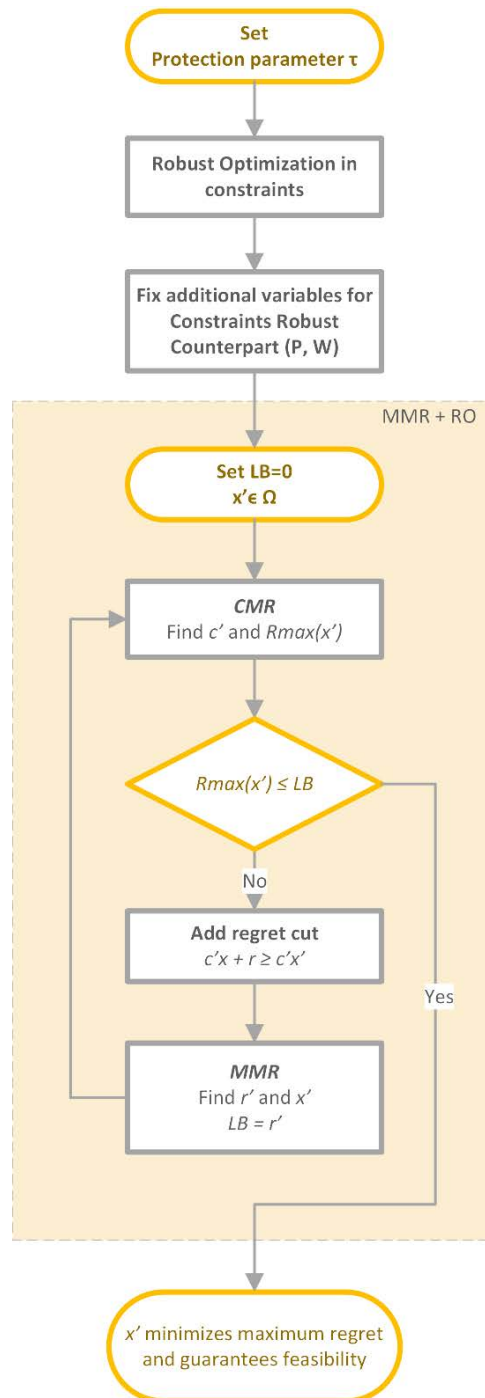 Set
Protection parameter τ
Robust Optimization in
constraints
Fix additional variables for
Constraints Robust
Counterpart (P, W)
MMR + RO
Set LB=0
x’ϵ Ω
CMR
Find c’ and Rmax(x’)
Rmax(x’) ≤ LB
No
Add regret cut
c’x + r ≥ c’x’
Yes
MMR
Find r’ and x’
LB = r’
x’ minimizes maximum regret
and guarantees feasibility